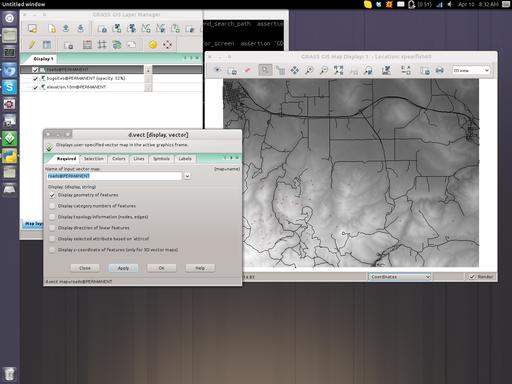 Untitled window
(0:51)
Apr 10
8:32 AM
GRASS GIS Layer Manager
nd_search_path assertio
for_screen assertion 'GD
Display 1
roads@PERMANENT
bugsites@PERMANENT (opacity: 52%)
elevation.10m@PERMANENT
GRASS GIS Map Display: 1 - Location: spearfish60
2D view
d.vect [display, vector]
Displays user-specified vector map in the active graphics frame.
Required
Selection
Colors
Lines
Symbols
Labels
Name of input vector map:
(map=name)
roads@PERMANENT
Display: (display, string)
Display geometry of features
Display category numbers of features
Display topology information (nodes, edges)
Display direction of linear features
Display selected attribute based on 'attrcol'
Display z-coordinate of features (only for 3D vector maps)
Close
Apply
OK
Help
d.vect map=roads@PERMANENT
Map lay
Coordinates
Render